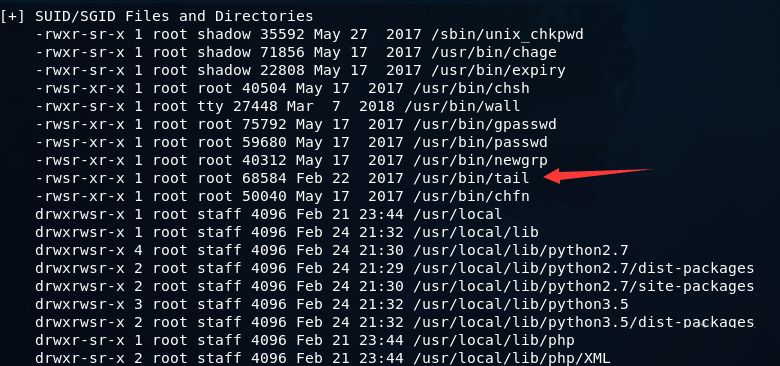 [+] SUID/SGID Files and Directories
-rwxr-sr-x 1 root shadow 35592 May 27  2017 /sbin/unix_chkpwd
-rwxr-sr-x 1 root shadow 71856 May 17  2017 /usr/bin/chage
-rwxr-sr-x 1 root shadow 22808 May 17  2017 /usr/bin/expiry
-rwsr-xr-x 1 root root 40504 May 17  2017 /usr/bin/chsh
-rwxr-sr-x 1 root tty 27448 Mar  7  2018 /usr/bin/wall
-rwsr-xr-x 1 root root 75792 May 17  2017 /usr/bin/gpasswd
-rwsr-xr-x 1 root root 59680 May 17  2017 /usr/bin/passwd
-rwsr-xr-x 1 root root 40312 May 17  2017 /usr/bin/newgrp
-rwsr-xr-x 1 root root 68584 Feb 22  2017 /usr/bin/tail
-rwsr-xr-x 1 root root 50040 May 17  2017 /usr/bin/chfn
drwxrwsr-x 1 root staff 4096 Feb 21 23:44 /usr/local
drwxrwsr-x 1 root staff 4096 Feb 24 21:32 /usr/local/lib
drwxrwsr-x 4 root staff 4096 Feb 24 21:30 /usr/local/lib/python2.7
drwxrwsr-x 2 root staff 4096 Feb 24 21:29 /usr/local/lib/python2.7/dist-packages
drwxrwsr-x 2 root staff 4096 Feb 24 21:30 /usr/local/lib/python2.7/site-packages
drwxrwsr-x 3 root staff 4096 Feb 24 21:32 /usr/local/lib/python3.5
drwxrwsr-x 2 root staff 4096 Feb 24 21:32 /usr/local/lib/python3.5/dist-packages
drwxr-sr-x 1 root staff 4096 Feb 21 23:44 /usr/local/lib/php
drwxr-sr-x 2 root staff 4096 Feb 21 23:44 /usr/local/lib/php/XML